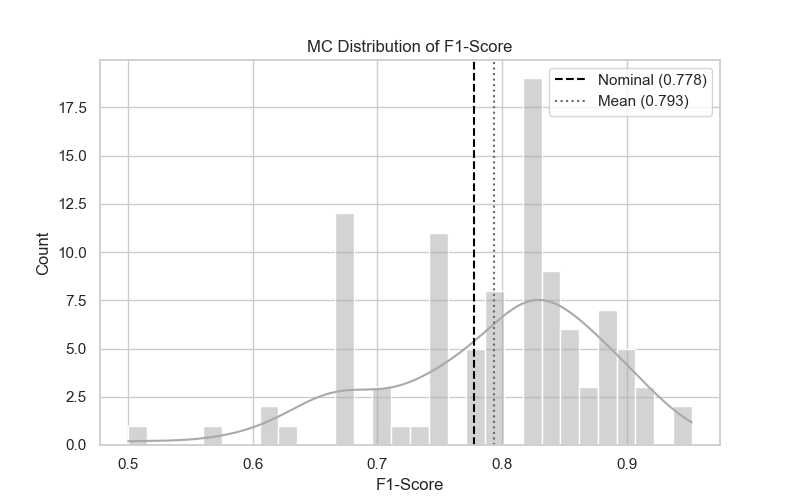 MC Distribution of F1-Score
Nominal (0.778)
Mean (0.793)
Count
17.5
15.0
12.5
10.0
7.5
5.0
2.5
0.0
0.5 0.6 0.7 0.8 0.9
F1-Score